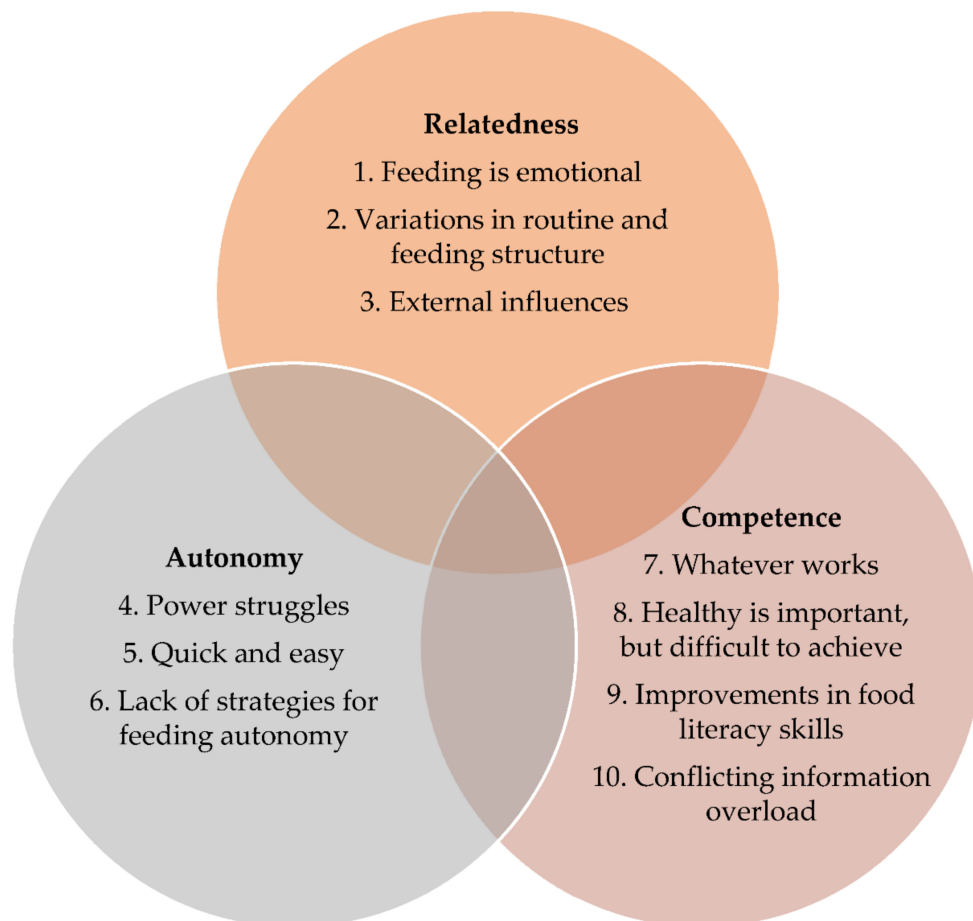 Relatedness
1. Feeding is emotional
2. Variations in routine and
feeding structure
3. External influences
Autonomy
4. Power struggles
5. Quick and easy
6. Lack of strategies for
feeding autonomy
Competence
7. Whatever works
8. Healthy is important,
but difficult to achieve
9. Improvements in food
literacy skills
10. Conflicting information
overload